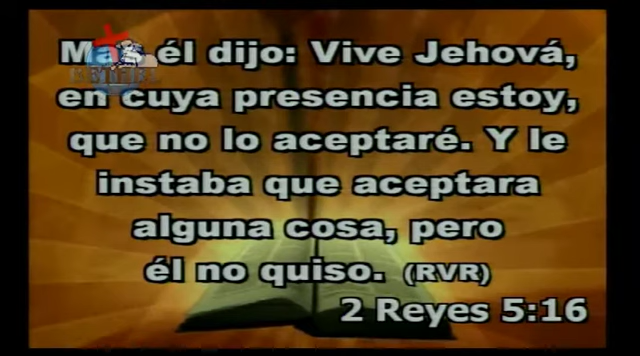 él dijo: Vive Jehová,
en cuya presencia estoy,
que no lo aceptaré. Y le
instaba que aceptara
alguna cosa, pero
él no quiso. (RVR)
2 Reyes 5:16